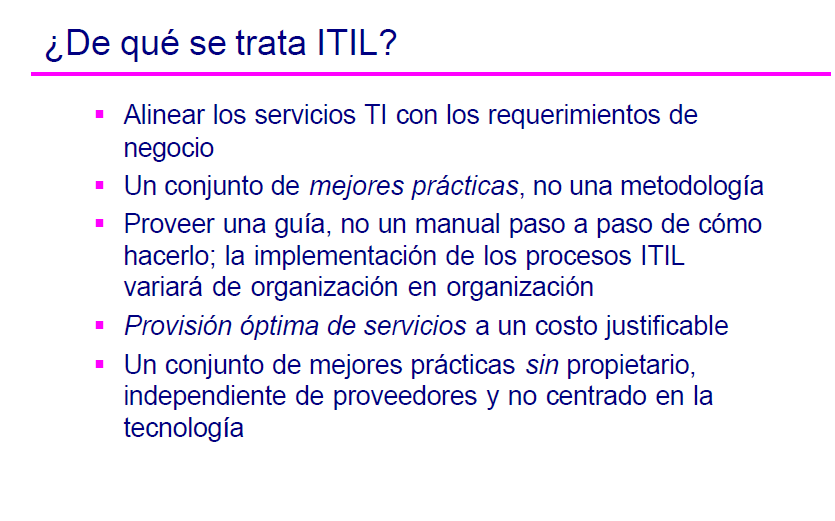 ¿De qué se trata ITIL?
▪ Alinear los servicios TI con los requerimientos de
negocio
▪ Un conjunto de mejores prácticas, no una metodología
▪ Proveer una guía, no un manual paso a paso de cómo
hacerlo; la implementación de los procesos ITIL
variará de organización en organización
▪ Provisión óptima de servicios a un costo justificable
▪ Un conjunto de mejores prácticas sin propietario,
independiente de proveedores y no centrado en la
tecnología